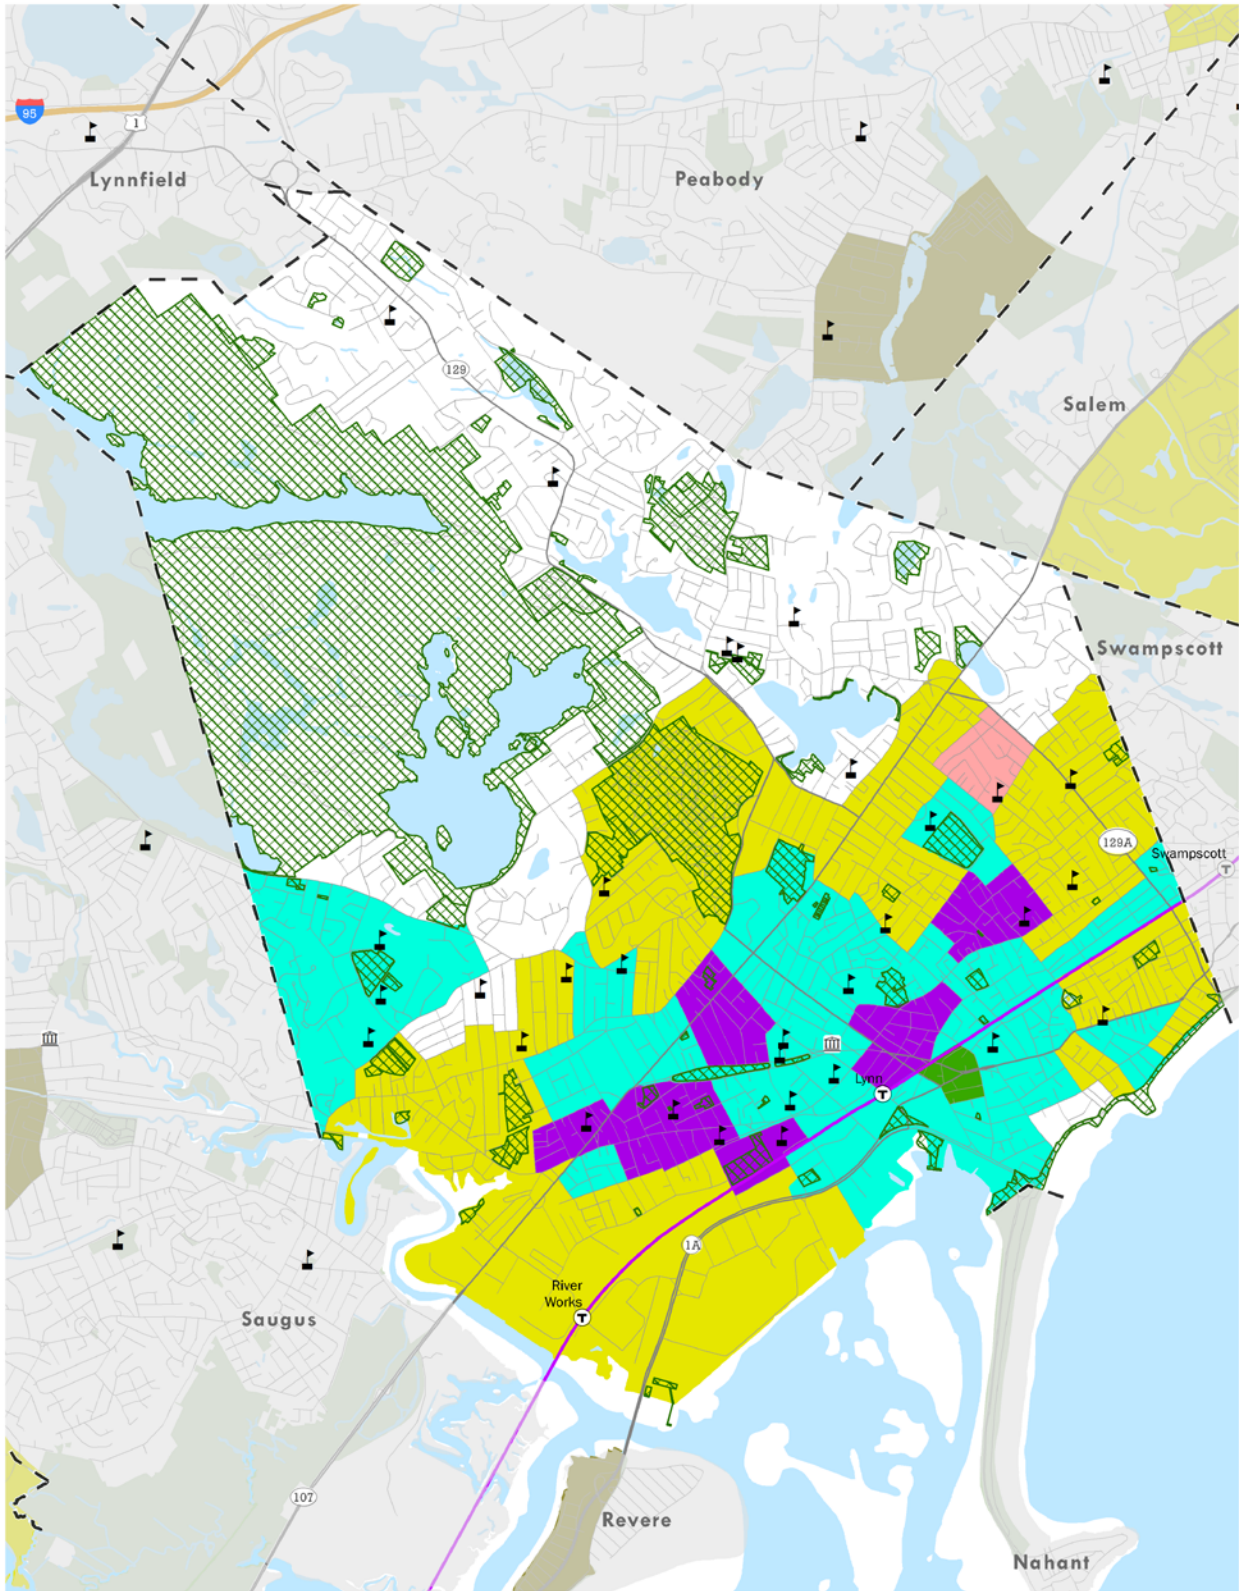 95
1
Lynnfield
Peabody
129
Salem
Swampscott
129A
Swampscott
T
Lynn
T
1A
River
Works
T
Saugus
107
Revere
Nahant